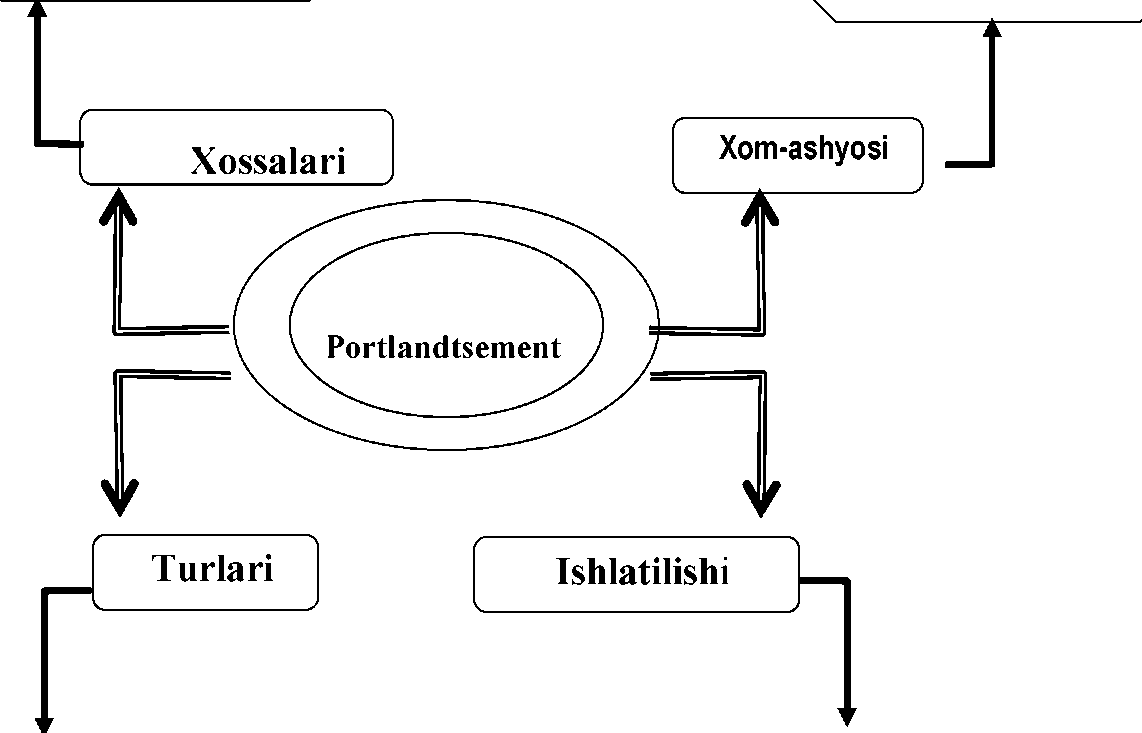 Xossalari
Xom-ashyosi
Portlandtsement
Turlari
Ishlatilishi